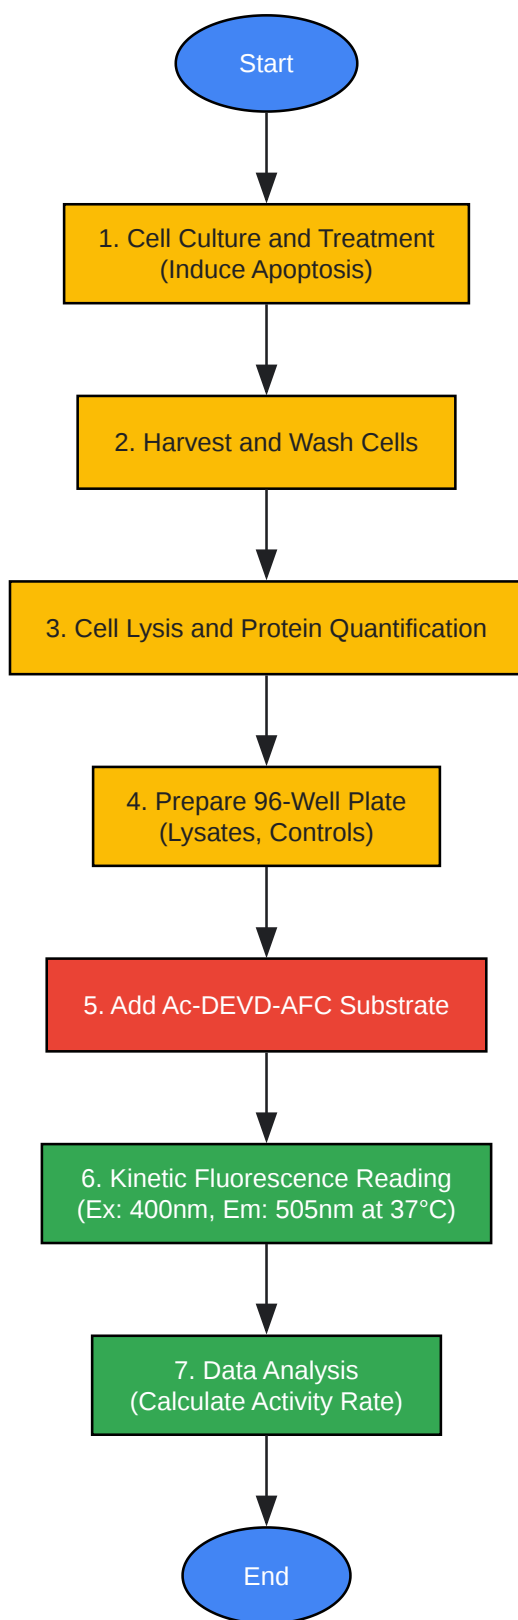 Start
1. Cell Culture and Treatment
(Induce Apoptosis)
2. Harvest and Wash Cells
3. Cell Lysis and Protein Quantification
4. Prepare 96-Well Plate
(Lysates, Controls)
5. Add Ac-DEVD-AFC Substrate
6. Kinetic Fluorescence Reading
(Ex: 400nm, Em: 505nm at 37°C)
7. Data Analysis
(Calculate Activity Rate)
End